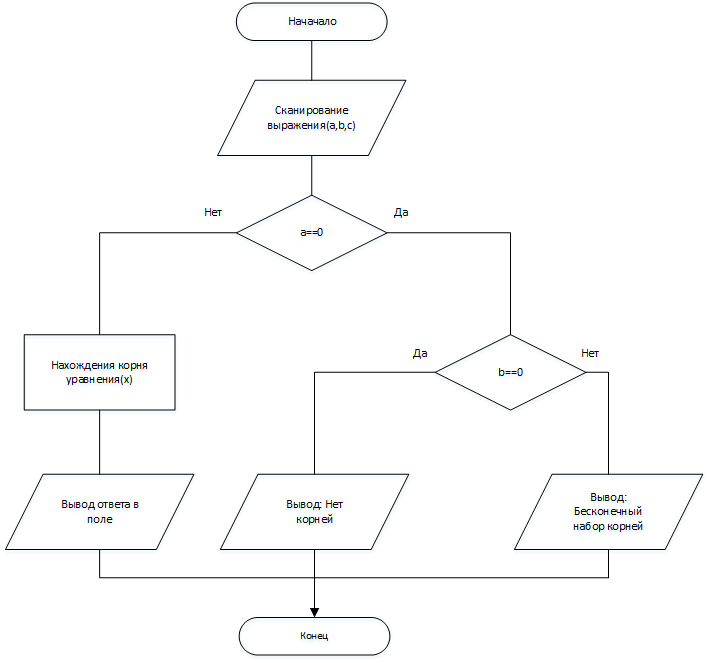 Начачало
Сканирование
выражения(a,b,c)
Нет
Да
a==0
Да
Нет
Нахождения корня
уравнения(x)
b==0
Вывод ответа в
поле
Вывод: Нет
корней
Вывод:
Бесконечный
набор корней
Конец